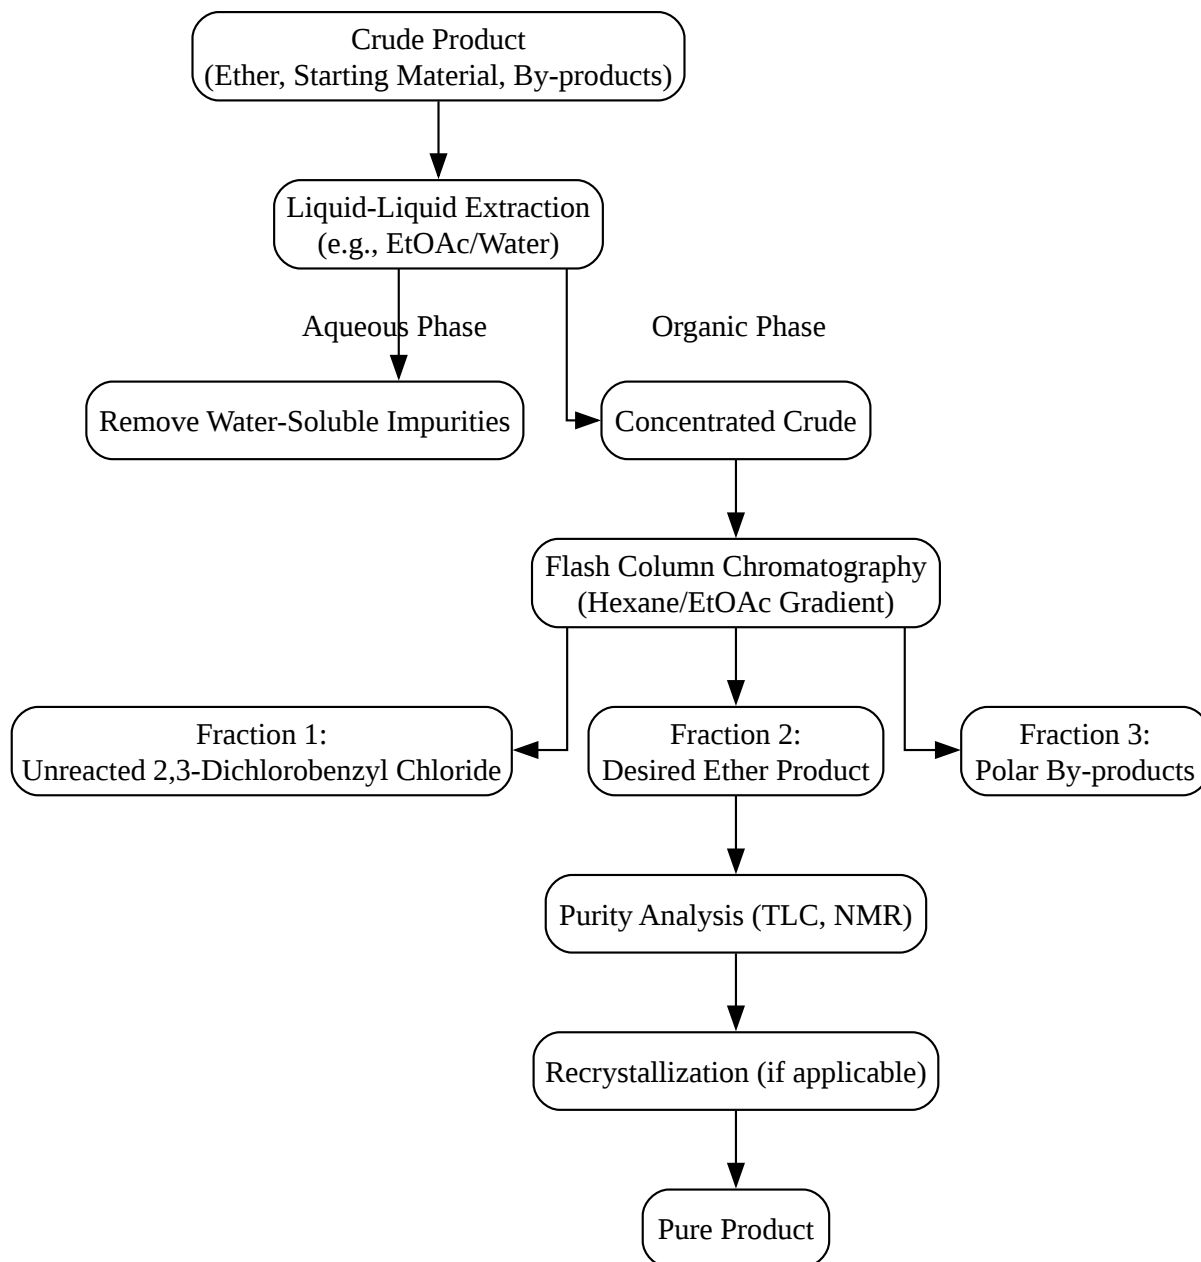 Crude Product
(Ether, Starting Material, By-products)
Liquid-Liquid Extraction
(e.g., EtOAc/Water)
Aqueous Phase
Organic Phase
Remove Water-Soluble Impurities
Concentrated Crude
Flash Column Chromatography
(Hexane/EtOAc Gradient)
Fraction 1:
Unreacted 2,3-Dichlorobenzyl Chloride
Fraction 2:
Desired Ether Product
Fraction 3:
Polar By-products
Purity Analysis (TLC, NMR)
Recrystallization (if applicable)
Pure Product